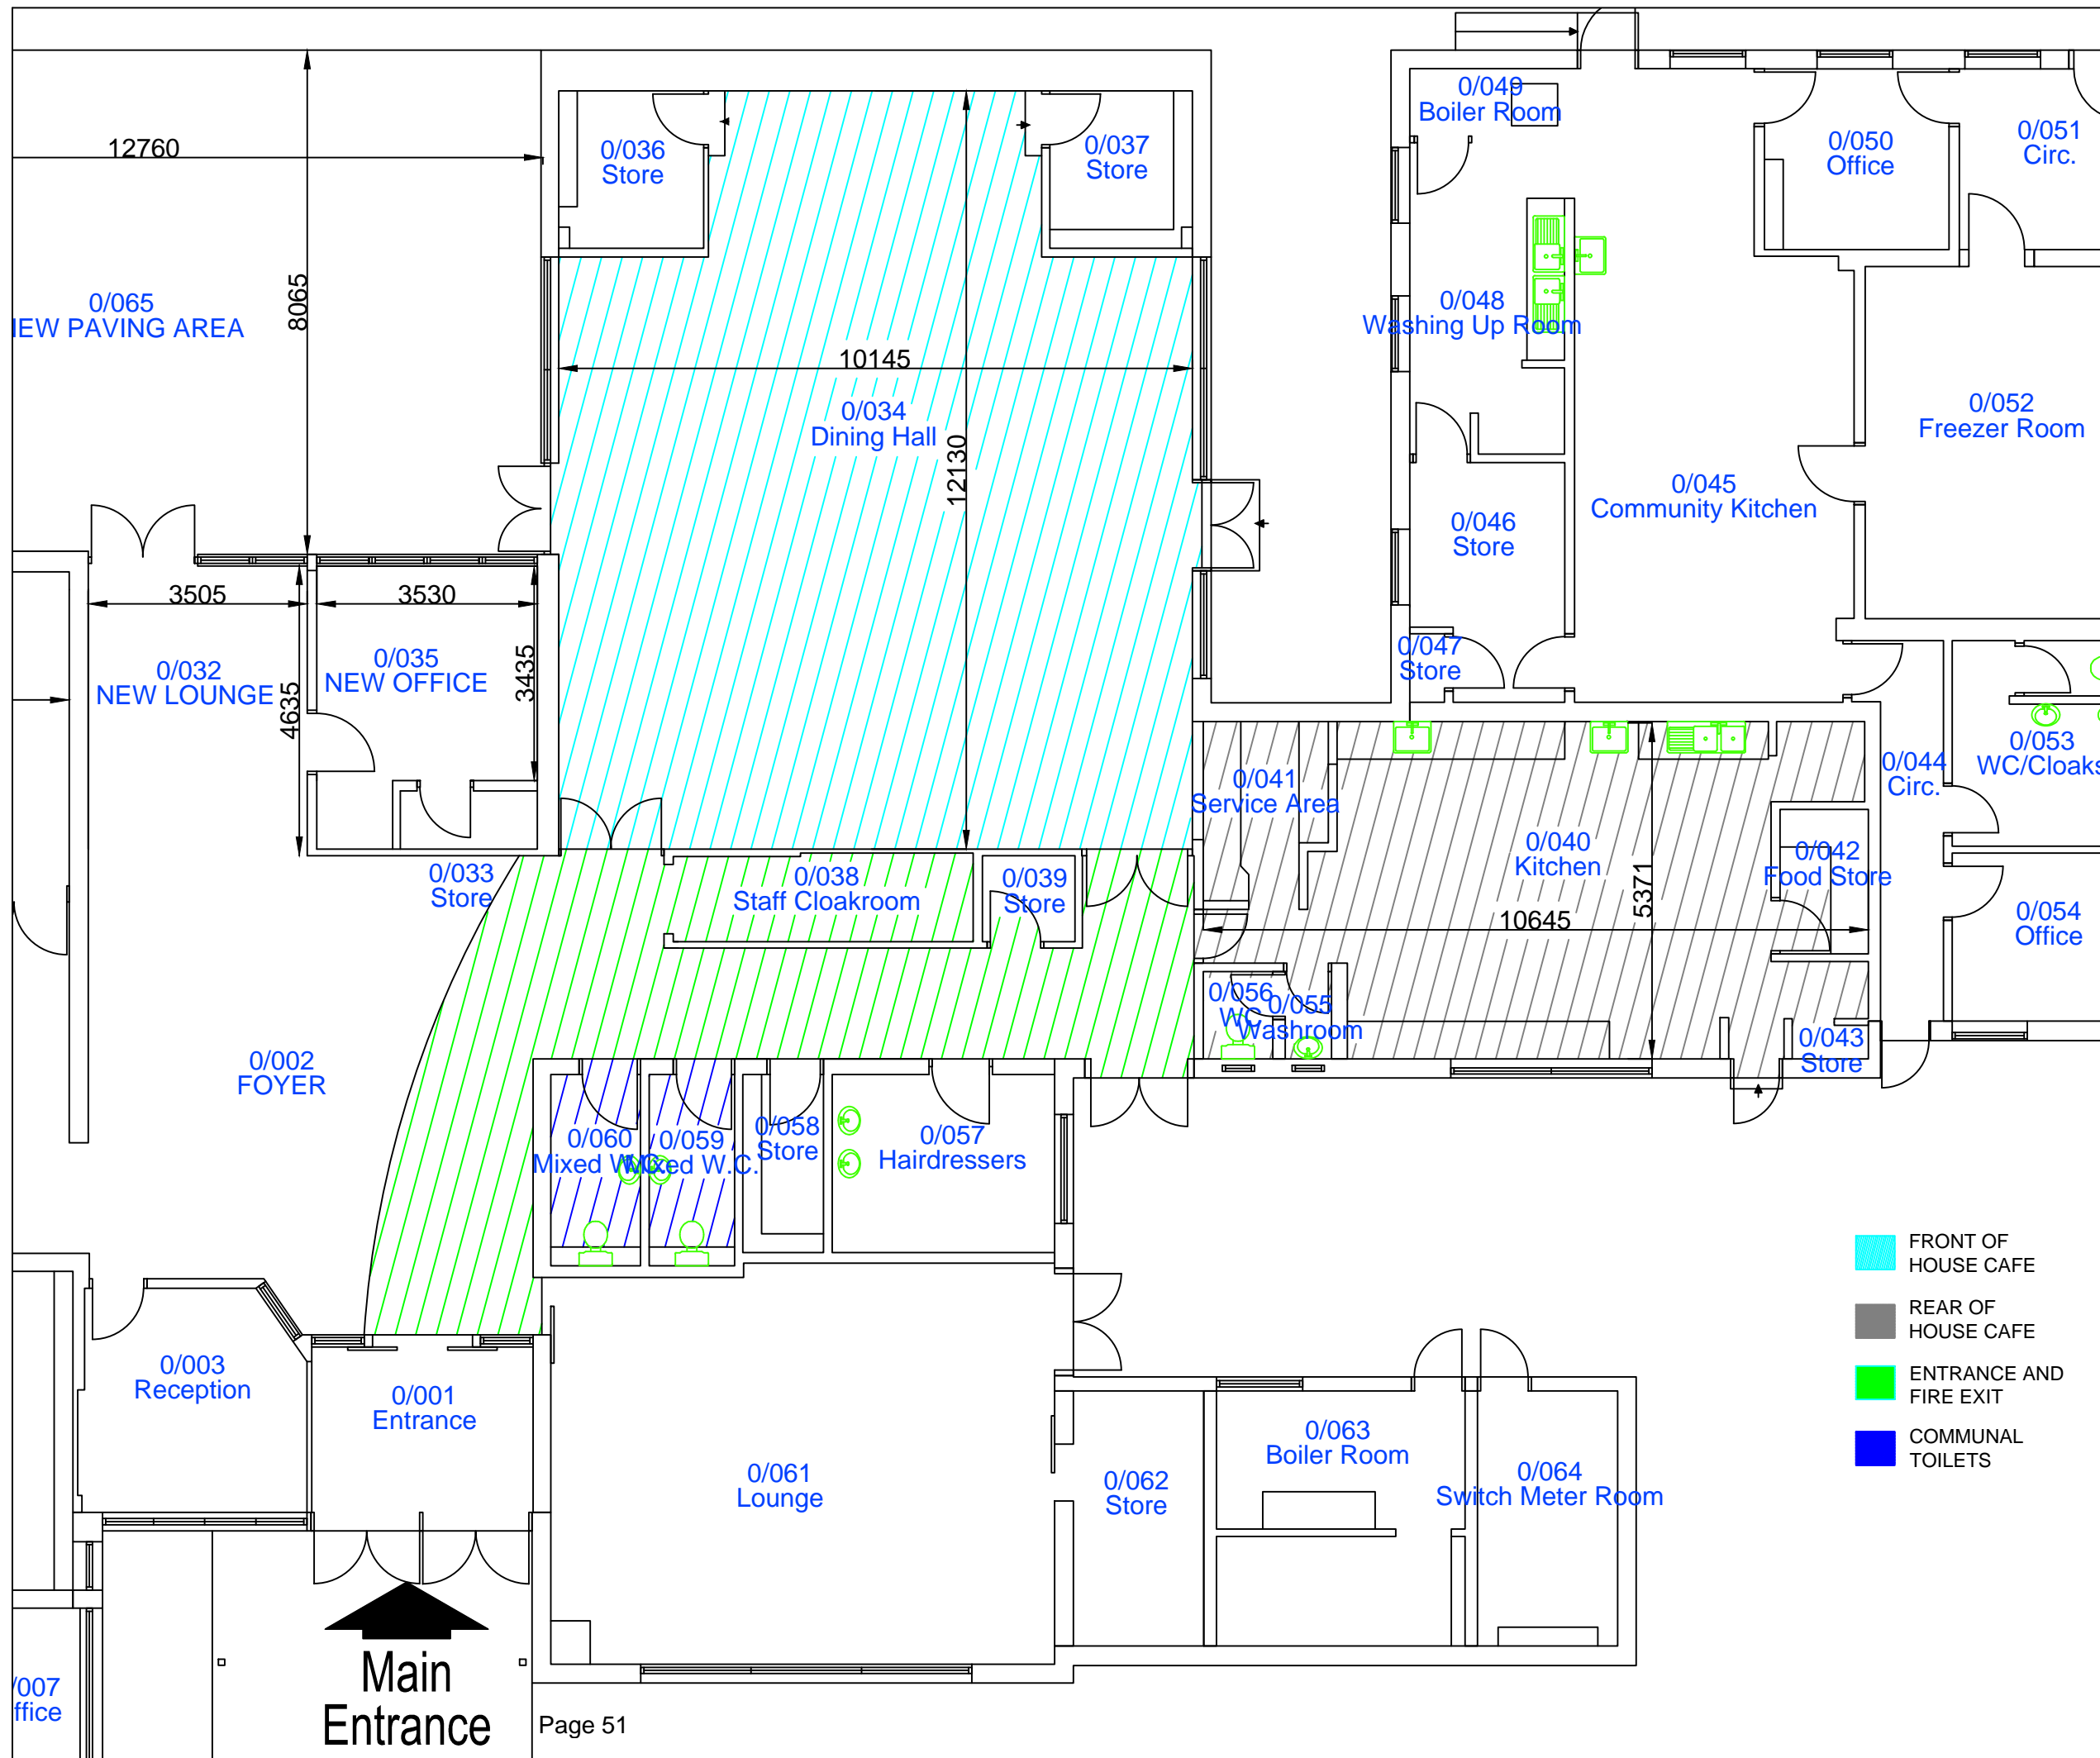 0/049
Boiler Room
0/036
Store
0/037
Store
0/050
Office
0/051
Circ.
12760
8065
0/065
NEW PAVING AREA
0/048
Washing Up Room
10145
0/034
Dining Hall
12130
0/052
Freezer Room
0/045
Community Kitchen
0/046
Store
3505
3530
0/032
NEW LOUNGE
4635
0/035
NEW OFFICE
3435
0/047
Store
0/053
WC/Cloaks
0/044
Circ.
0/041
Service Area
0/040
Kitchen
5371
10645
0/042
Food Store
0/033
Store
0/038
Staff Cloakroom
0/039
Store
0/054
Office
0/056
WC
0/055
Washroom
0/043
Store
0/002
FOYER
0/060
Mixed W.C.
0/059
Mixed W.C.
0/058
Store
0/057
Hairdressers
FRONT OF
HOUSE CAFE
REAR OF
HOUSE CAFE
ENTRANCE AND
FIRE EXIT
COMMUNAL
TOILETS
0/003
Reception
0/001
Entrance
0/061
Lounge
0/062
Store
0/063
Boiler Room
0/064
Switch Meter Room
/007
ffice
Main
Entrance
Page 51